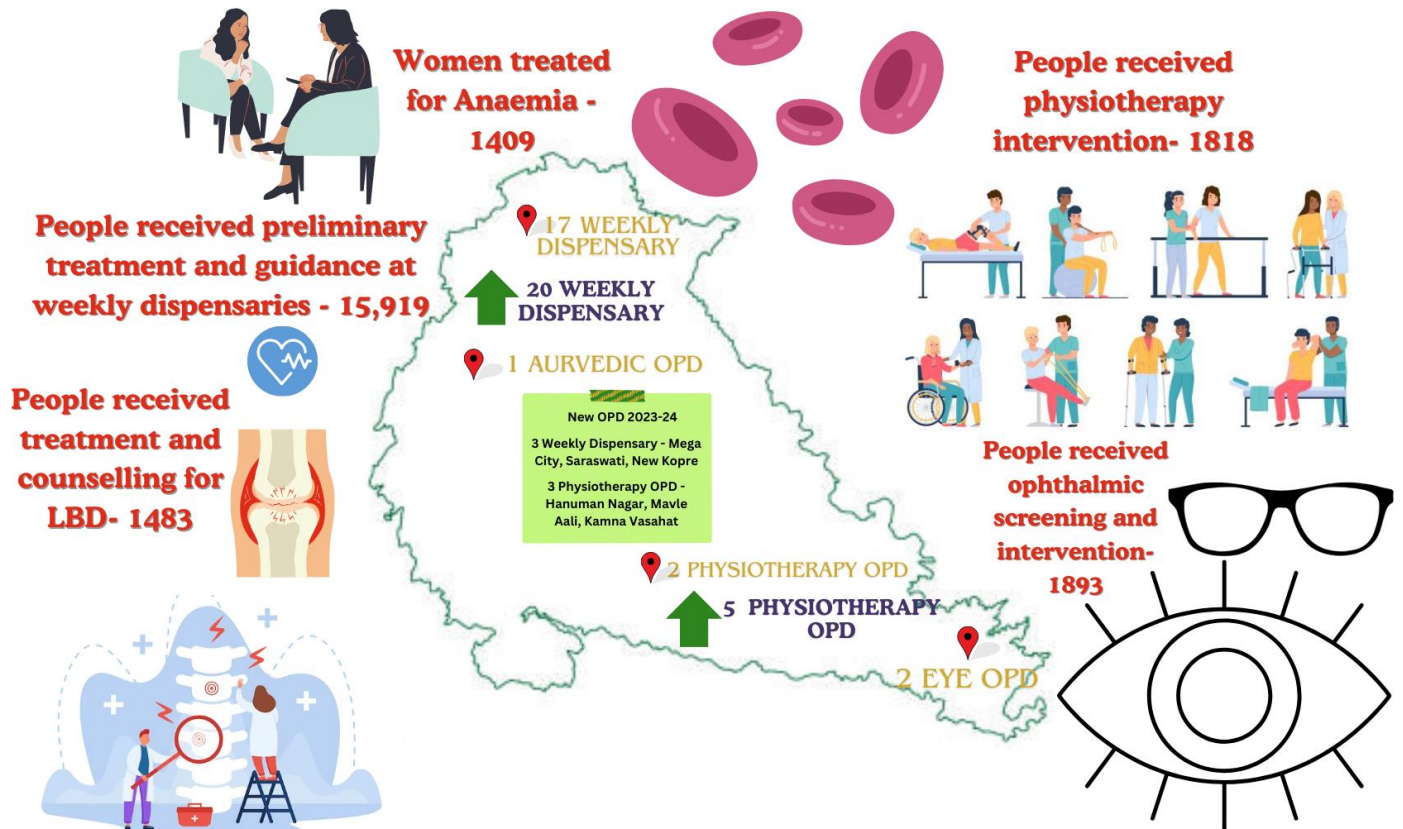 Women treated
for Anaemia -
1409
People received
physiotherapy
intervention- 1818
People received preliminary
treatment and guidance at
weekly dispensaries - 15,919
17 WEEKLY
DISPENSARY
20 WEEKLY
DISPENSARY
1 AURVEDIC OPD
People received
treatment and
counselling for
LBD- 1483
New OPD 2023-24
3 Weekly Dispensary - Mega
City, Saraswati, New Kopre
3 Physiotherapy OPD -
Hanuman Nagar, Mavle
Aali, Kamna Vasahat
People received
ophthalmic
screening and
intervention-
1893
2 PHYSIOTHERAPY OPD
5 PHYSIOTHERAPY
OPD
2 EYE OPD